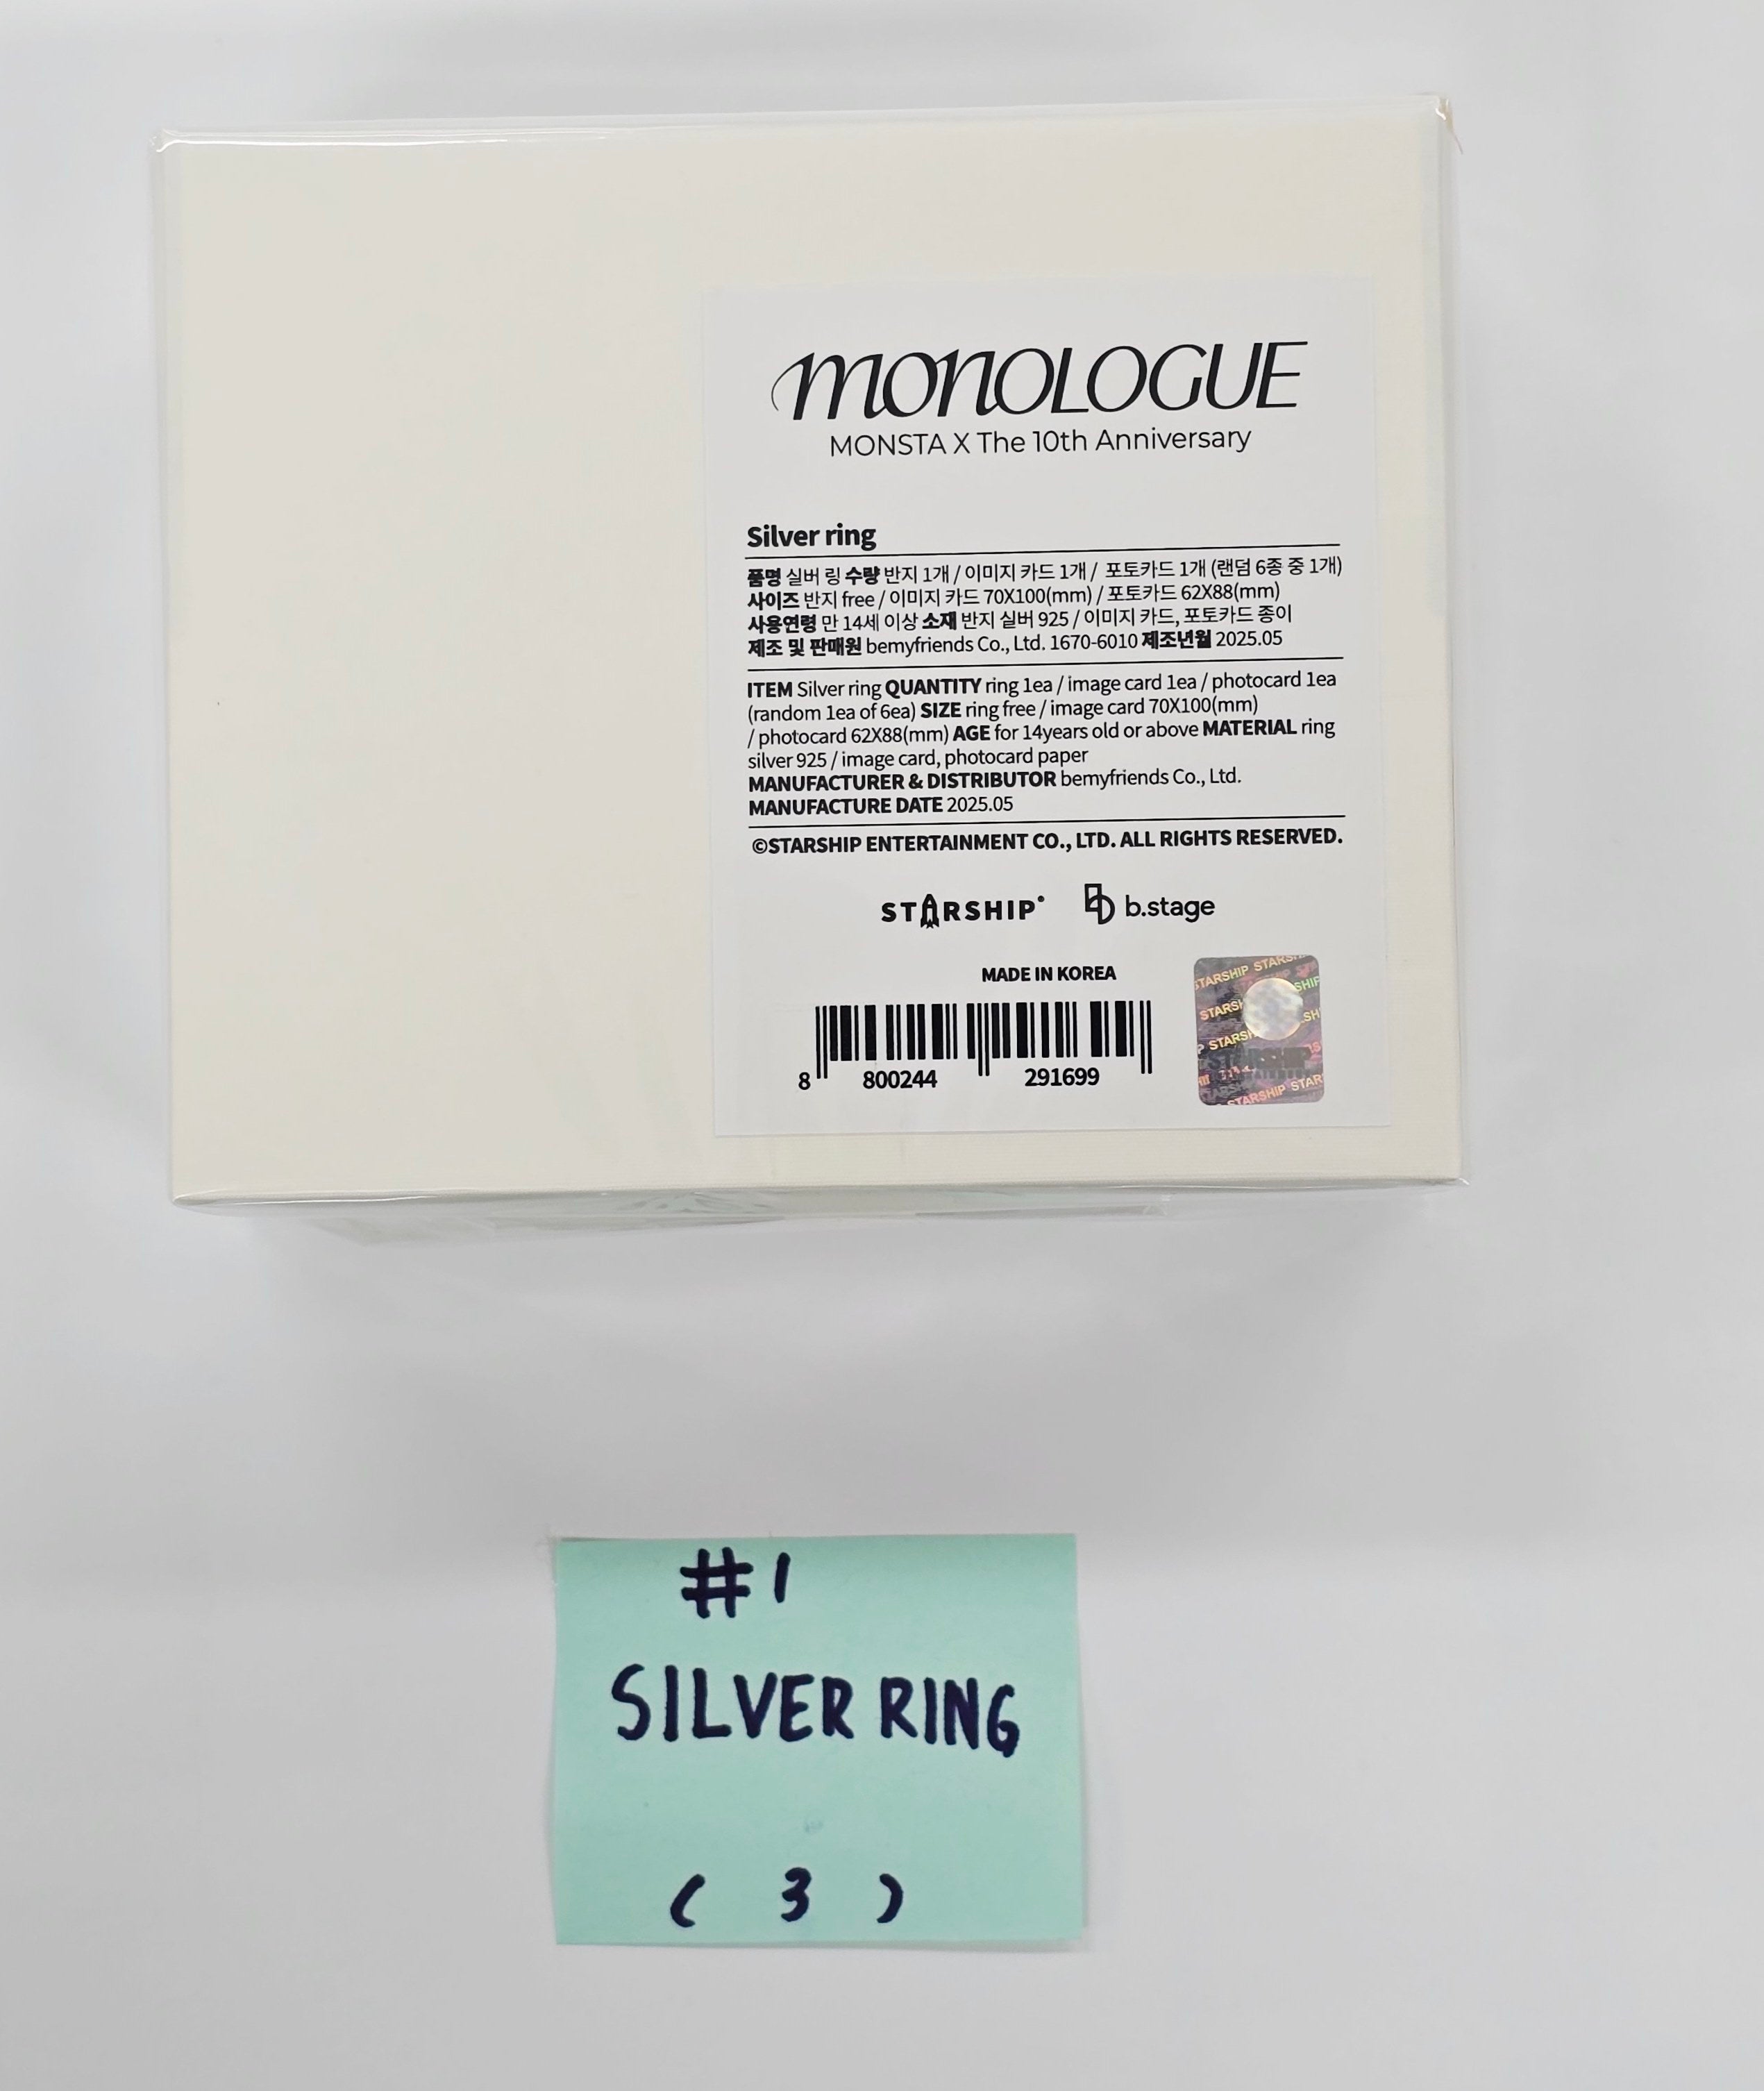 monoLOGUE
MONSTA X The 10th Anniversary
Silver ring
품명 실버 링 수량 반지 1개 / 이미지 카드 1개 / 포토카드 1개 (랜덤 6종 중 1개)
사이즈 반지 free / 이미지 카드 70X100(mm) / 포토카드 62X88(mm)
사용연령 만 14세 이상 소재 반지 실버 925 / 이미지 카드, 포토카드 종이
제조 및 판매원 bemyfriends Co., Ltd. 1670-6010 제조년월 2025.05
ITEM Silver ring QUANTITY ring 1ea / image card 1ea / photocard 1ea
(random 1ea of 6ea) SIZE ring free / image card 70X100(mm)
/ photocard 62X88(mm) AGE for 14years old or above MATERIAL ring
silver 925 / image card, photocard paper
MANUFACTURER & DISTRIBUTOR bemyfriends Co., Ltd.
MANUFACTURE DATE 2025.05
©STARSHIP ENTERTAINMENT CO., LTD. ALL RIGHTS RESERVED.
STARSHIP b.stage
MADE IN KOREA
8 800244 291699
STARSHIP STARSHIP
#1
SILVER RING
( 3 )